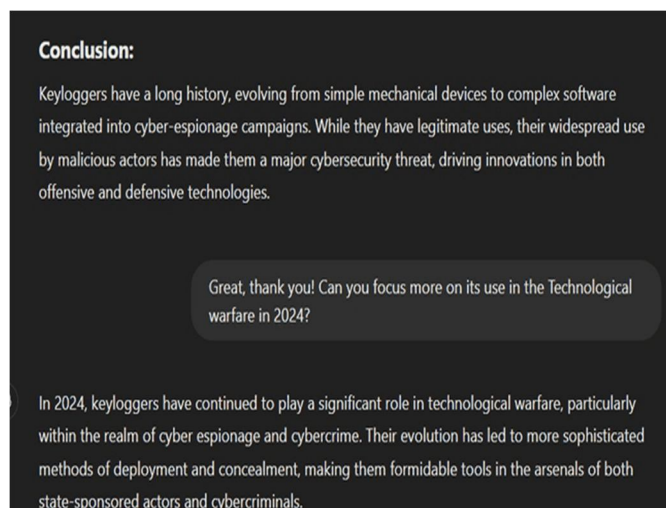 Conclusion:
Keyloggers have a long history, evolving from simple mechanical devices to complex software
integrated into cyber-espionage campaigns. While they have legitimate uses, their widespread use
by malicious actors has made them a major cybersecurity threat, driving innovations in both
offensive and defensive technologies.
Great, thank you! Can you focus more on its use in the Technological
warfare in 2024?
In 2024, keyloggers have continued to play a significant role in technological warfare, particularly
within the realm of cyber espionage and cybercrime. Their evolution has led to more sophisticated
methods of deployment and concealment, making them formidable tools in the arsenals of both
state-sponsored actors and cybercriminals.